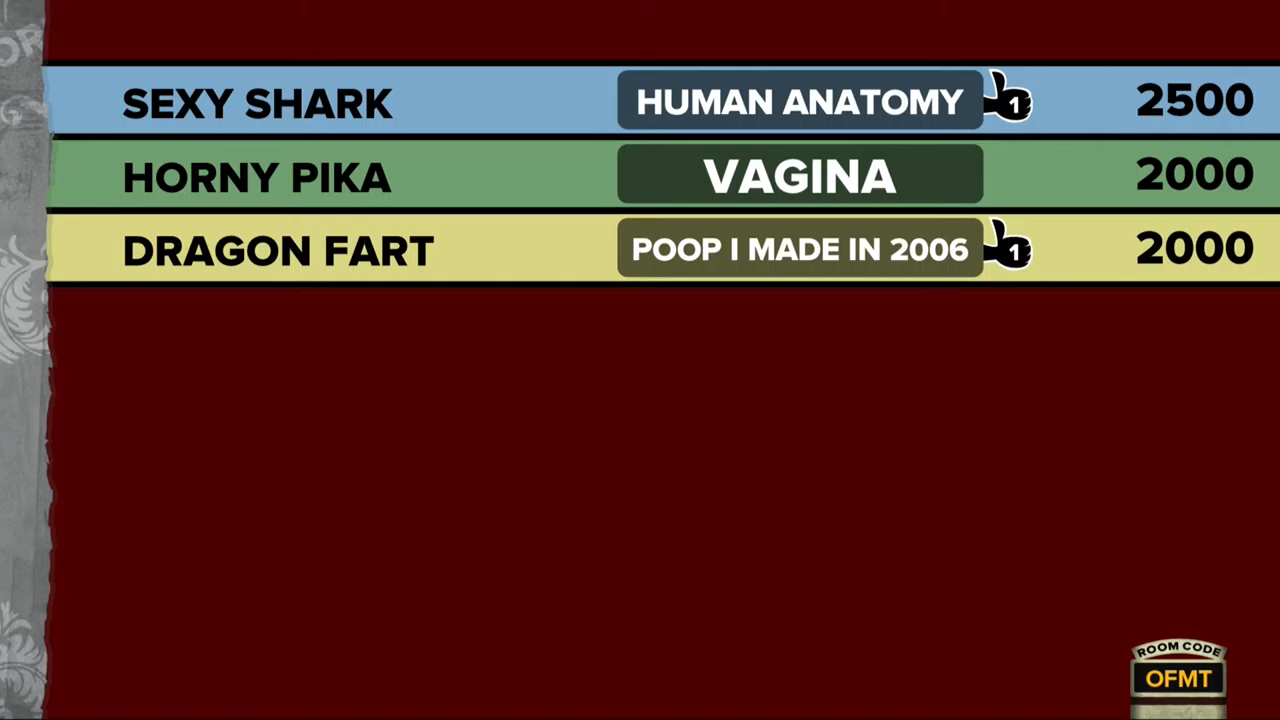 OR
SEXY SHARK HUMAN ANATOMY 1 2500
HORNY PIKA VAGINA 2000
DRAGON FART POOP I MADE IN 2006 1 2000
ROOM CODE
OFMT